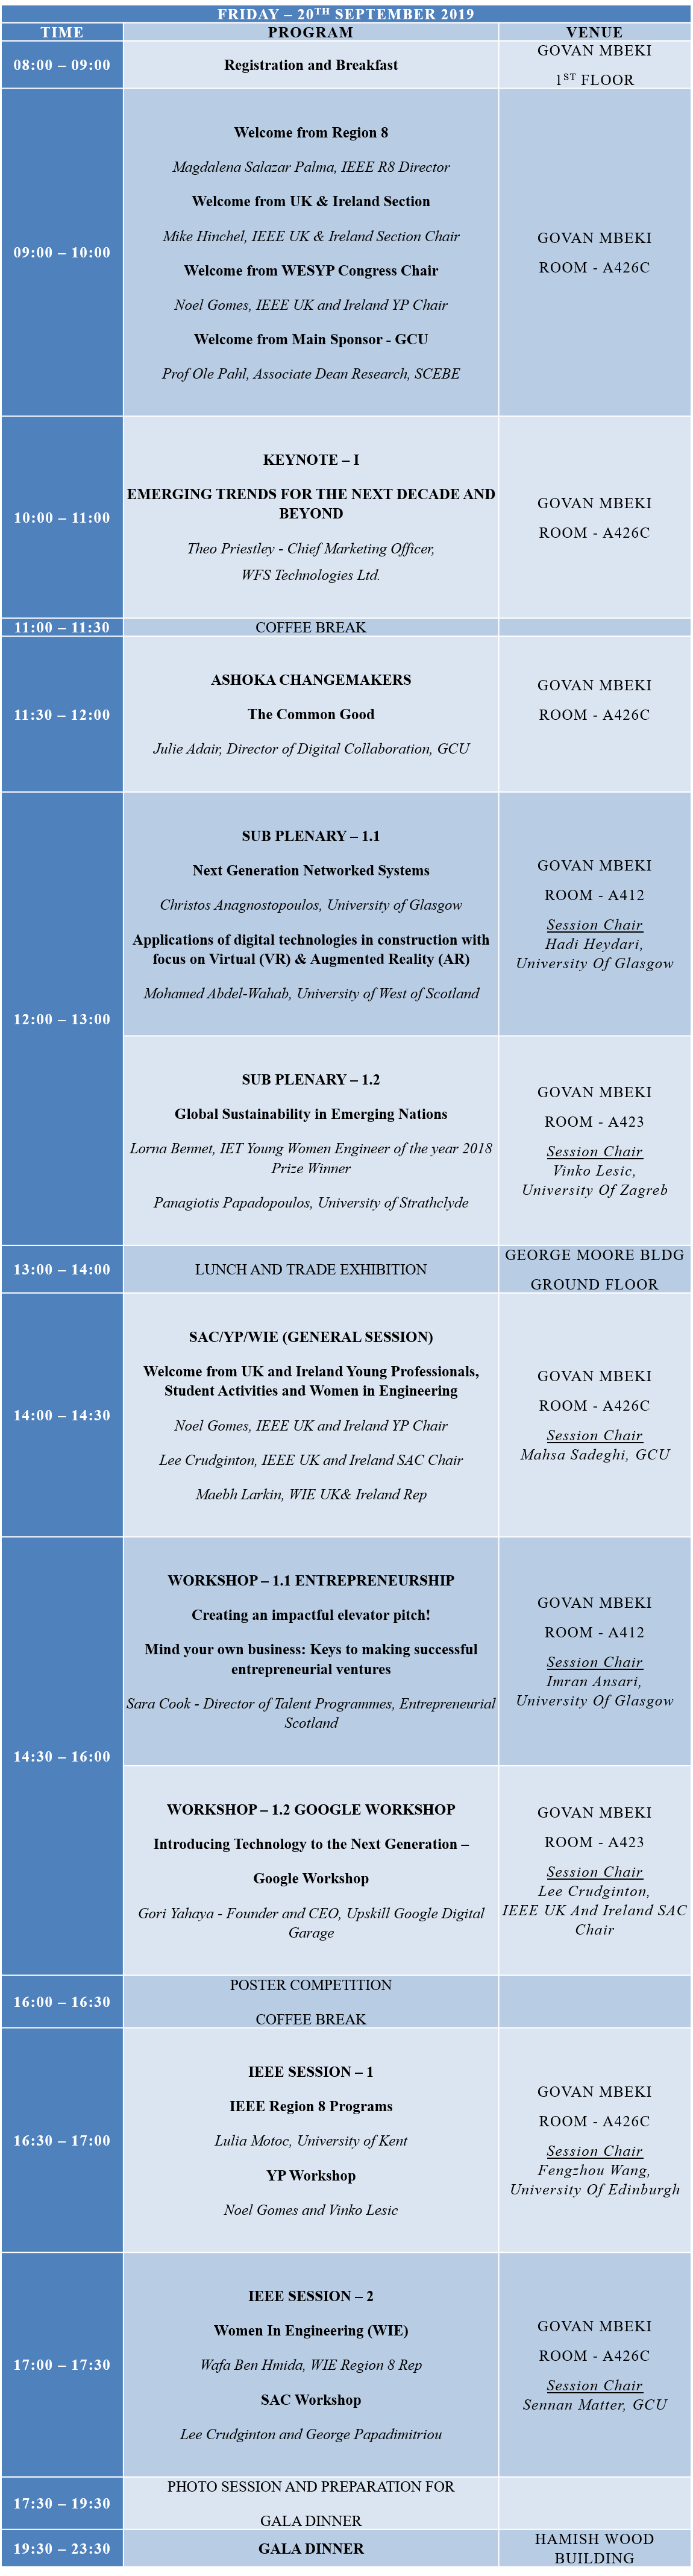 FRIDAY – 20TH SEPTEMBER 2019
TIME PROGRAM VENUE
08:00 – 09:00
Registration and Breakfast
GOVAN MBEKI
1ST FLOOR
09:00 – 10:00
Welcome from Region 8
Magdalena Salazar Palma, IEEE R8 Director
Welcome from UK & Ireland Section
Mike Hinchel, IEEE UK & Ireland Section Chair
Welcome from WESYP Congress Chair
Noel Gomes, IEEE UK and Ireland YP Chair
Welcome from Main Sponsor - GCU
Prof Ole Pahl, Associate Dean Research, SCEBE
GOVAN MBEKI
ROOM - A426C
10:00 – 11:00
KEYNOTE – I
EMERGING TRENDS FOR THE NEXT DECADE AND
BEYOND
Theo Priestley - Chief Marketing Officer,
WFS Technologies Ltd.
GOVAN MBEKI
ROOM - A426C
11:00 – 11:30
COFFEE BREAK
11:30 – 12:00
ASHOKA CHANGEMAKERS
The Common Good
Julie Adair, Director of Digital Collaboration, GCU
GOVAN MBEKI
ROOM - A426C
12:00 – 13:00
SUB PLENARY – 1.1
Next Generation Networked Systems
Christos Anagnostopoulos, University of Glasgow
Applications of digital technologies in construction with
focus on Virtual (VR) & Augmented Reality (AR)
Mohamed Abdel-Wahab, University of West of Scotland
GOVAN MBEKI
ROOM - A412
Session Chair
Hadi Heydari,
University Of Glasgow
SUB PLENARY – 1.2
Global Sustainability in Emerging Nations
Lorna Bennet, IET Young Women Engineer of the year 2018
Prize Winner
Panagiotis Papadopoulos, University of Strathclyde
GOVAN MBEKI
ROOM - A423
Session Chair
Vinko Lesic,
University Of Zagreb
13:00 – 14:00
LUNCH AND TRADE EXHIBITION
GEORGE MOORE BLDG
GROUND FLOOR
14:00 – 14:30
SAC/YP/WIE (GENERAL SESSION)
Welcome from UK and Ireland Young Professionals,
Student Activities and Women in Engineering
Noel Gomes, IEEE UK and Ireland YP Chair
Lee Crudginton, IEEE UK and Ireland SAC Chair
Maebh Larkin, WIE UK& Ireland Rep
GOVAN MBEKI
ROOM - A426C
Session Chair
Mahsa Sadeghi, GCU
14:30 – 16:00
WORKSHOP – 1.1 ENTREPRENEURSHIP
Creating an impactful elevator pitch!
Mind your own business: Keys to making successful
entrepreneurial ventures
Sara Cook - Director of Talent Programmes, Entrepreneurial
Scotland
GOVAN MBEKI
ROOM - A412
Session Chair
Imran Ansari,
University Of Glasgow
WORKSHOP – 1.2 GOOGLE WORKSHOP
Introducing Technology to the Next Generation –
Google Workshop
Gori Yahaya - Founder and CEO, Upskill Google Digital
Garage
GOVAN MBEKI
ROOM - A423
Session Chair
Lee Crudginton,
IEEE UK And Ireland SAC
Chair
16:00 – 16:30
POSTER COMPETITION
COFFEE BREAK
16:30 – 17:00
IEEE SESSION – 1
IEEE Region 8 Programs
Lulia Motoc, University of Kent
YP Workshop
Noel Gomes and Vinko Lesic
GOVAN MBEKI
ROOM - A426C
Session Chair
Fengzhou Wang,
University Of Edinburgh
17:00 – 17:30
IEEE SESSION – 2
Women In Engineering (WIE)
Wafa Ben Hmida, WIE Region 8 Rep
SAC Workshop
Lee Crudginton and George Papadimitriou
GOVAN MBEKI
ROOM - A426C
Session Chair
Sennan Matter, GCU
17:30 – 19:30
PHOTO SESSION AND PREPARATION FOR
GALA DINNER
19:30 – 23:30
GALA DINNER
HAMISH WOOD
BUILDING